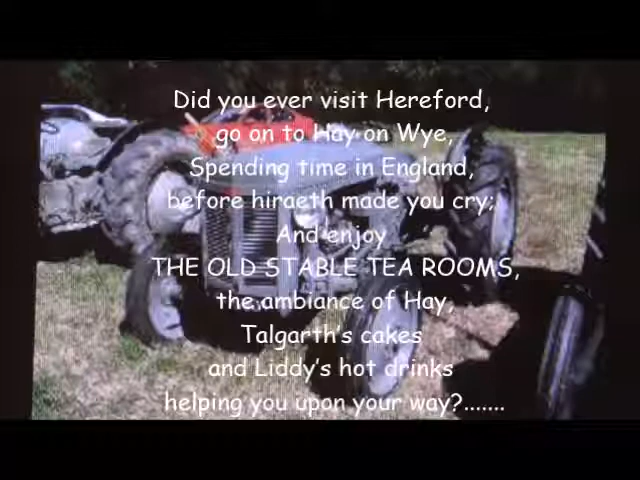 Did you ever visit Hereford,
go on to Hay on Wye,
Spending time in England,
before hiraeth made you cry;
And enjoy
THE OLD STABLE TEA ROOMS,
the ambiance of Hay,
Talgarth's cakes
and Liddy's hot drinks
helping you upon your way?.......